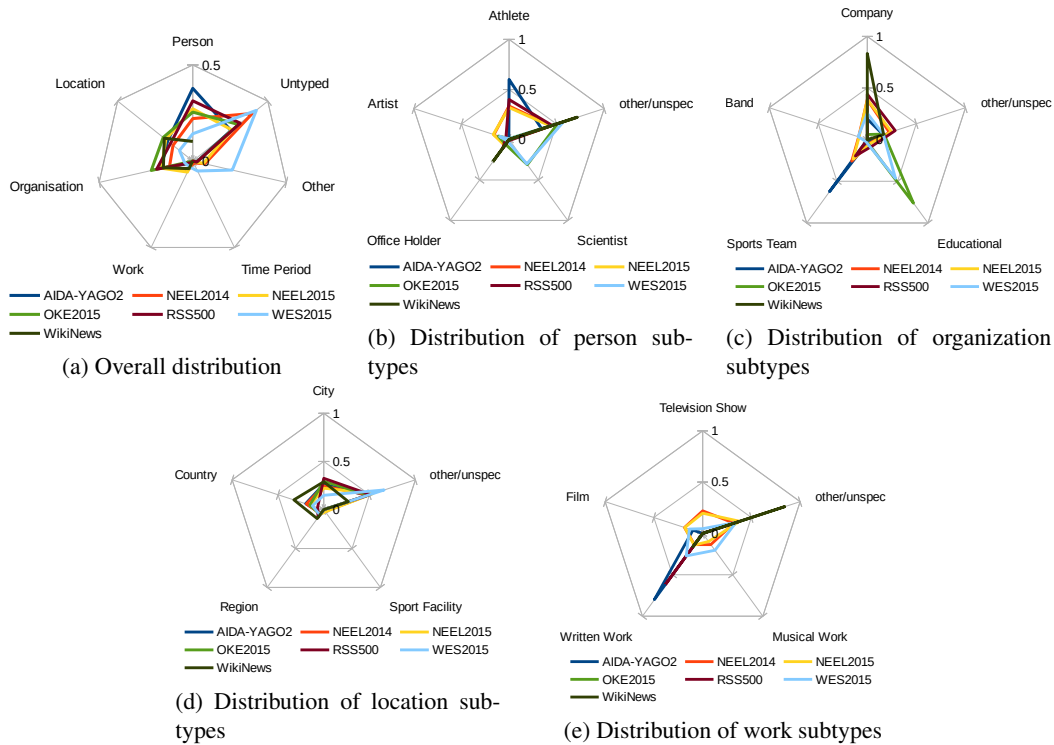 Person
0.5
Location
Untyped
0
Organisation
Other
Work
Time Period
AIDA-YAGO2 NEEL2014 NEEL2015
OKE2015 RSS500 WES2015
WikiNews
(a) Overall distribution
Athlete
1
0.5
Artist
other/unspec
0
Office Holder
Scientist
AIDA-YAGO2 NEEL2014 NEEL2015
OKE2015 RSS500 WES2015
WikiNews
(b) Distribution of person sub-
types
Company
1
0.5
Band
other/unspec
0
Sports Team
Educational
AIDA-YAGO2 NEEL2014 NEEL2015
OKE2015 RSS500 WES2015
WikiNews
(c) Distribution of organization
subtypes
City
1
0.5
Country
other/unspec
0
Region
Sport Facility
AIDA-YAGO2 NEEL2014 NEEL2015
OKE2015 RSS500 WES2015
WikiNews
(d) Distribution of location sub-
types
Television Show
1
0.5
Film
other/unspec
0
Written Work
Musical Work
AIDA-YAGO2 NEEL2014 NEEL2015
OKE2015 RSS500 WES2015
WikiNews
(e) Distribution of work subtypes